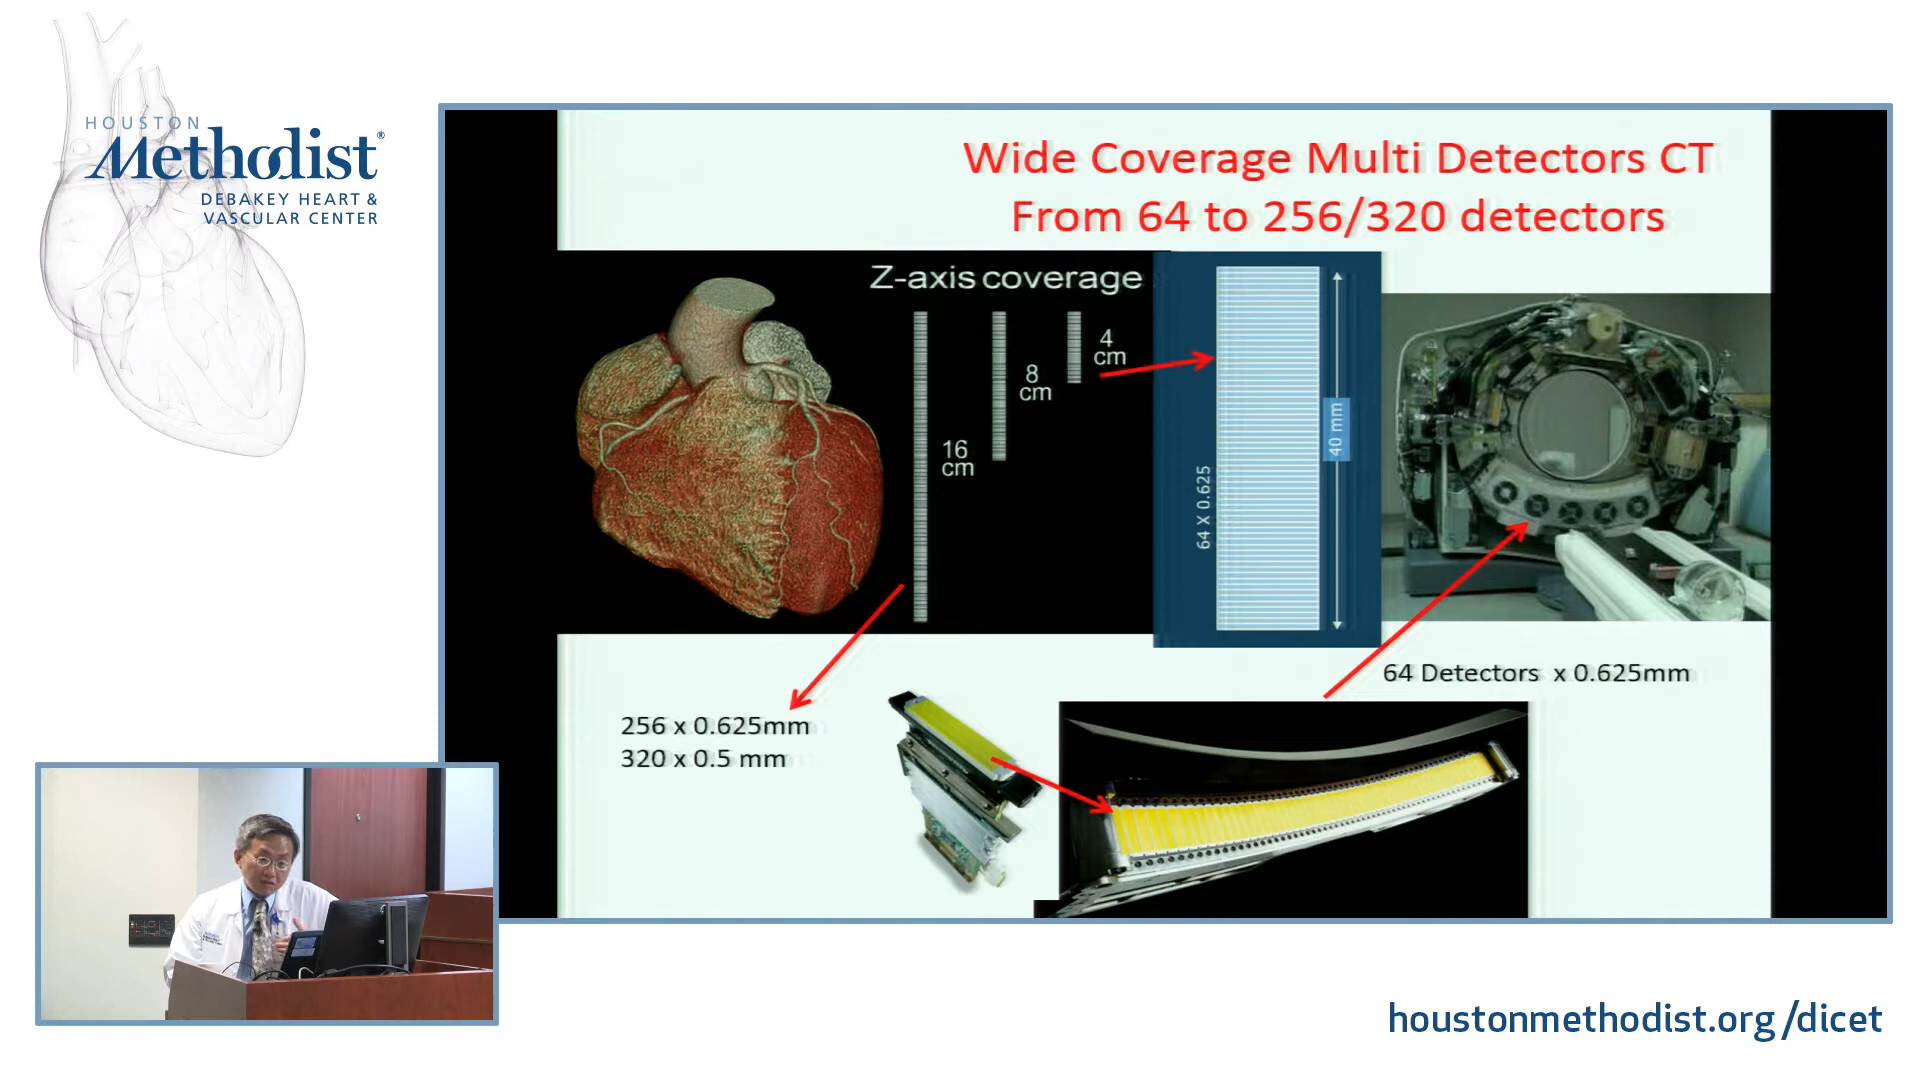 HOUSTON
Methodist®
DEBAKEY HEART &
VASCULAR CENTER
Wide Coverage Multi Detectors CT
From 64 to 256/320 detectors
Z-axis coverage
4
cm
8
cm
16
cm
64 X 0.625
40 mm
64 Detectors x 0.625mm
256 x 0.625mm
320 x 0.5 mm
houstonmethodist.org/dicet